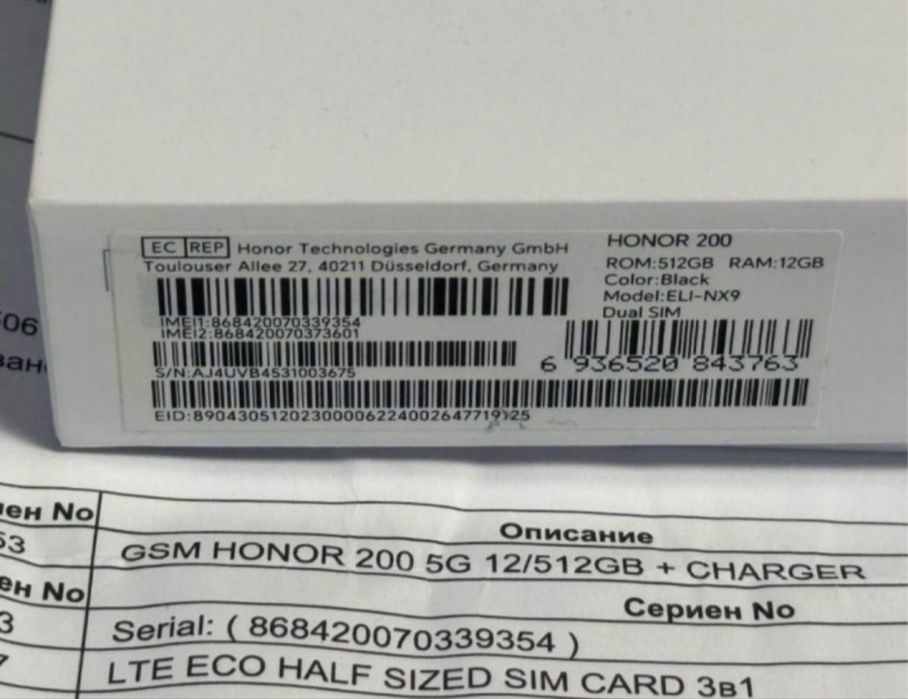 EC REP Honor Technologies Germany GmbH
Toulouser Allee 27, 40211 Düsseldorf, Germany
IMEI1:868420070339354
IMEI2:868420070373601
S/N:AJ4UVB4531003675
EID:89043051202300006224002647719125
HONOR 200
ROM:512GB RAM:12GB
Color:Black
Model:ELI-NX9
Dual SIM
6 936520 843763
06
Описание
GSM HONOR 200 5G 12/512GB + CHARGER
Сериен No
Serial: ( 868420070339354 )
LTE ECO HALF SIZED SIM CARD 3в1